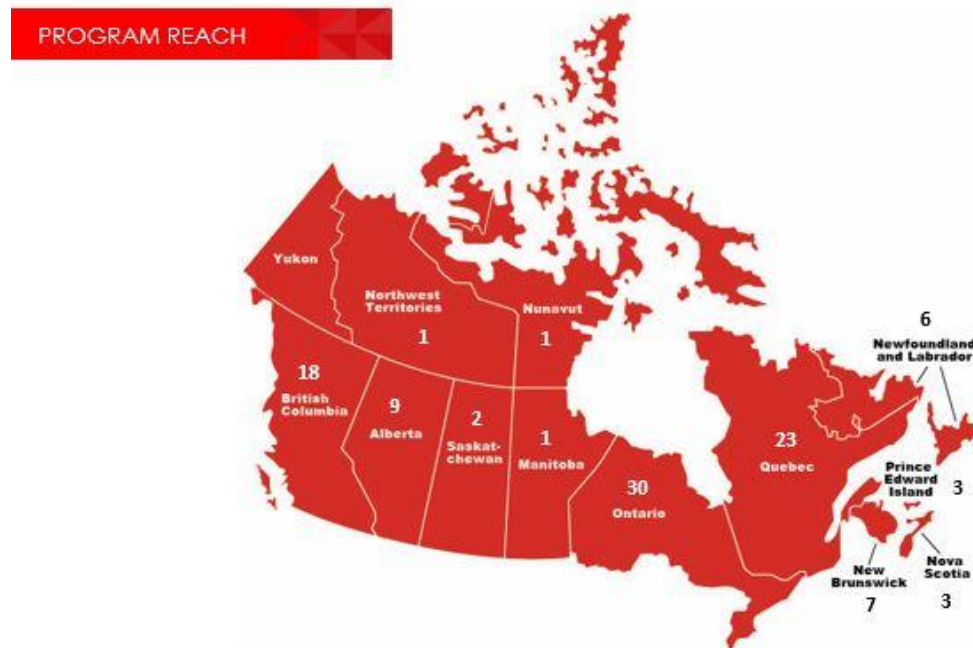 PROGRAM REACH
Yukon
Northwest
Territories
1
Nunavut
1
6
Newfoundland
and Labrador
18
British
Columbia
9
Alberta
2
Saskat-
chewan
1
Manitoba
30
Ontario
23
Quebec
Prince
Edward
Island
3
New
Brunswick
7
Nova
Scotia
3